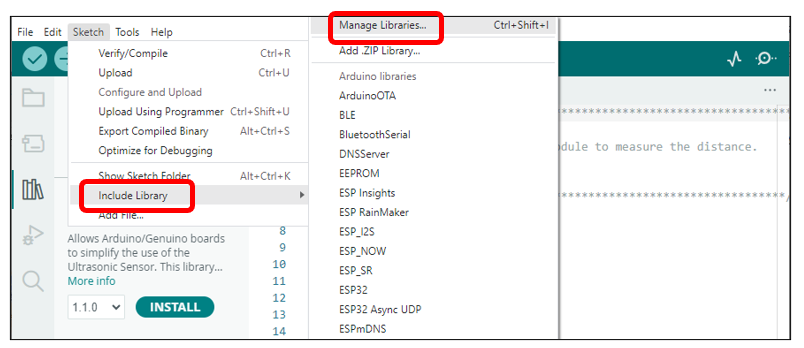 File Edit Sketch Tools Help
Verify/Compile Ctrl+R
Upload Ctrl+U
Configure and Upload
Upload Using Programmer Ctrl+Shift+U
Export Compiled Binary Alt+Ctrl+S
Optimize for Debugging
Show Sketch Folder Alt+Ctrl+K
Include Library
Add File...
Allows Arduino/Genuino boards
to simplify the use of the
Ultrasonic Sensor. This library...
More info
1.1.0
INSTALL
Manage Libraries... Ctrl+Shift+I
Add .ZIP Library...
Arduino libraries
ArduinoOTA
BLE
BluetoothSerial
DNSServer
EEPROM
ESP Insights
ESP RainMaker
ESP_I2S
ESP_NOW
ESP_SR
ESP32
ESP32 Async UDP
ESPmDNS
to measure the distance.
8
9
10
11
12
13
14